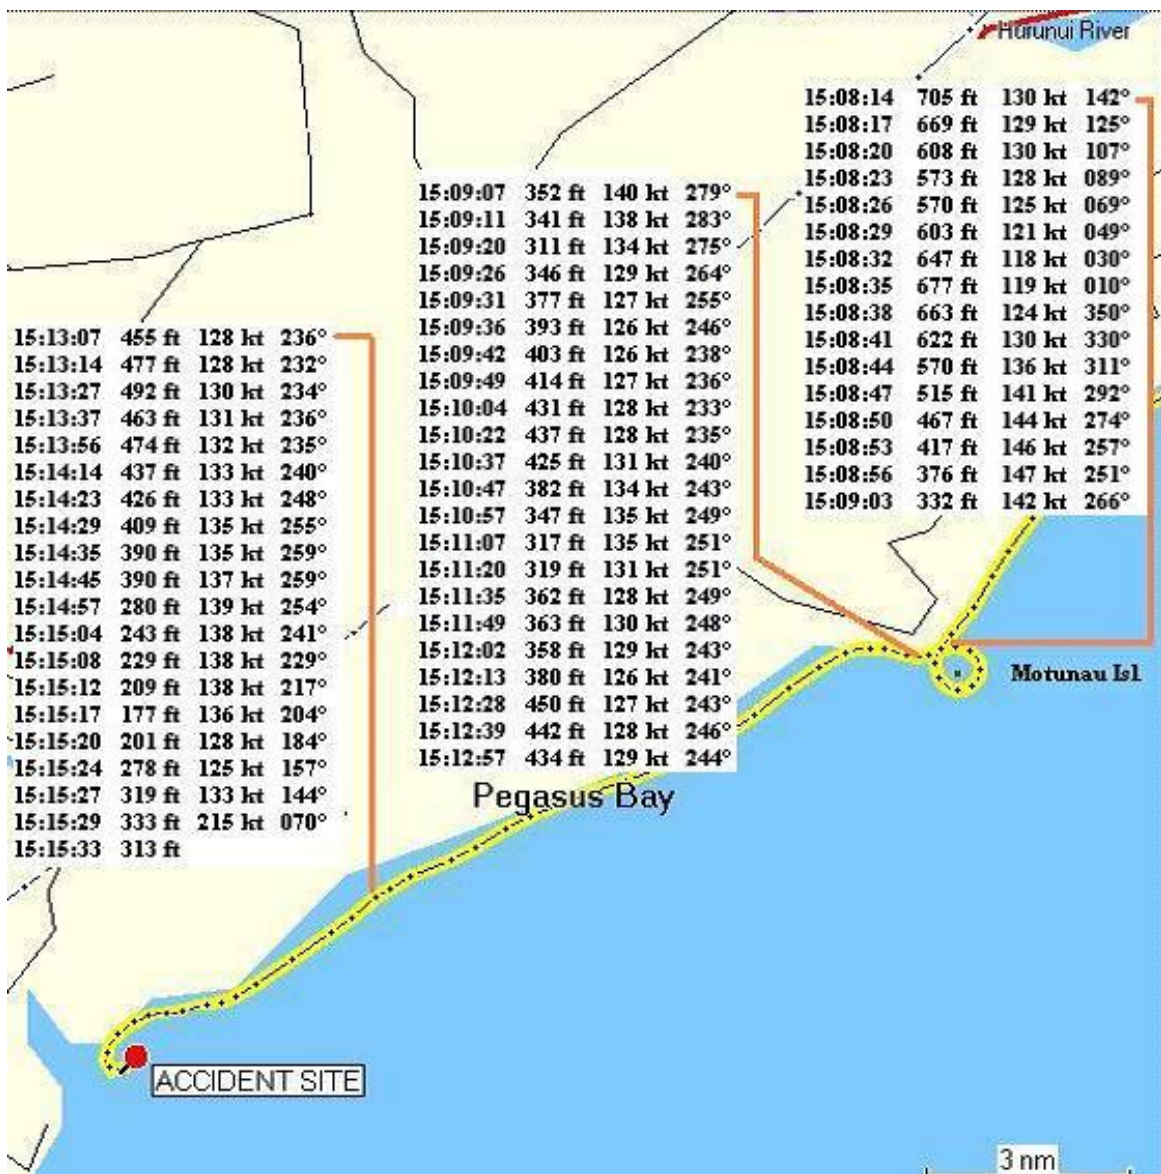 Hurunui River
15:08:14 705 ft 130 kt 142°
15:08:17 669 ft 129 kt 125°
15:08:20 608 ft 130 kt 107°
15:08:23 573 ft 128 kt 089°
15:08:26 570 ft 125 kt 069°
15:08:29 603 ft 121 kt 049°
15:08:32 647 ft 118 kt 030°
15:08:35 677 ft 119 kt 010°
15:08:38 663 ft 124 kt 350°
15:08:41 622 ft 130 kt 330°
15:08:44 570 ft 136 kt 311°
15:08:47 515 ft 141 kt 292°
15:08:50 467 ft 144 kt 274°
15:08:53 417 ft 146 kt 257°
15:08:56 376 ft 147 kt 251°
15:09:03 332 ft 142 kt 266°
15:09:07 352 ft 140 kt 279°
15:09:11 341 ft 138 kt 283°
15:09:20 311 ft 134 kt 275°
15:09:26 346 ft 129 kt 264°
15:09:31 377 ft 127 kt 255°
15:09:36 393 ft 126 kt 246°
15:09:42 403 ft 126 kt 238°
15:09:49 414 ft 127 kt 236°
15:10:04 431 ft 128 kt 233°
15:10:22 437 ft 128 kt 235°
15:10:37 425 ft 131 kt 240°
15:10:47 382 ft 134 kt 243°
15:10:57 347 ft 135 kt 249°
15:11:07 317 ft 135 kt 251°
15:11:20 319 ft 131 kt 251°
15:11:35 362 ft 128 kt 249°
15:11:49 363 ft 130 kt 248°
15:12:02 358 ft 129 kt 243°
15:12:13 380 ft 126 kt 241°
15:12:28 450 ft 127 kt 243°
15:12:39 442 ft 128 kt 246°
15:12:57 434 ft 129 kt 244°
15:13:07 455 ft 128 kt 236°
15:13:14 477 ft 128 kt 232°
15:13:27 492 ft 130 kt 234°
15:13:37 463 ft 131 kt 236°
15:13:56 474 ft 132 kt 235°
15:14:14 437 ft 133 kt 240°
15:14:23 426 ft 133 kt 248°
15:14:29 409 ft 135 kt 255°
15:14:35 390 ft 135 kt 259°
15:14:45 390 ft 137 kt 259°
15:14:57 280 ft 139 kt 254°
15:15:04 243 ft 138 kt 241°
15:15:08 229 ft 138 kt 229°
15:15:12 209 ft 138 kt 217°
15:15:17 177 ft 136 kt 204°
15:15:20 201 ft 128 kt 184°
15:15:24 278 ft 125 kt 157°
15:15:27 319 ft 133 kt 144°
15:15:29 333 ft 215 kt 070°
15:15:33 313 ft
Motunau Isl
Pegasus Bay
ACCIDENT SITE
3 nm